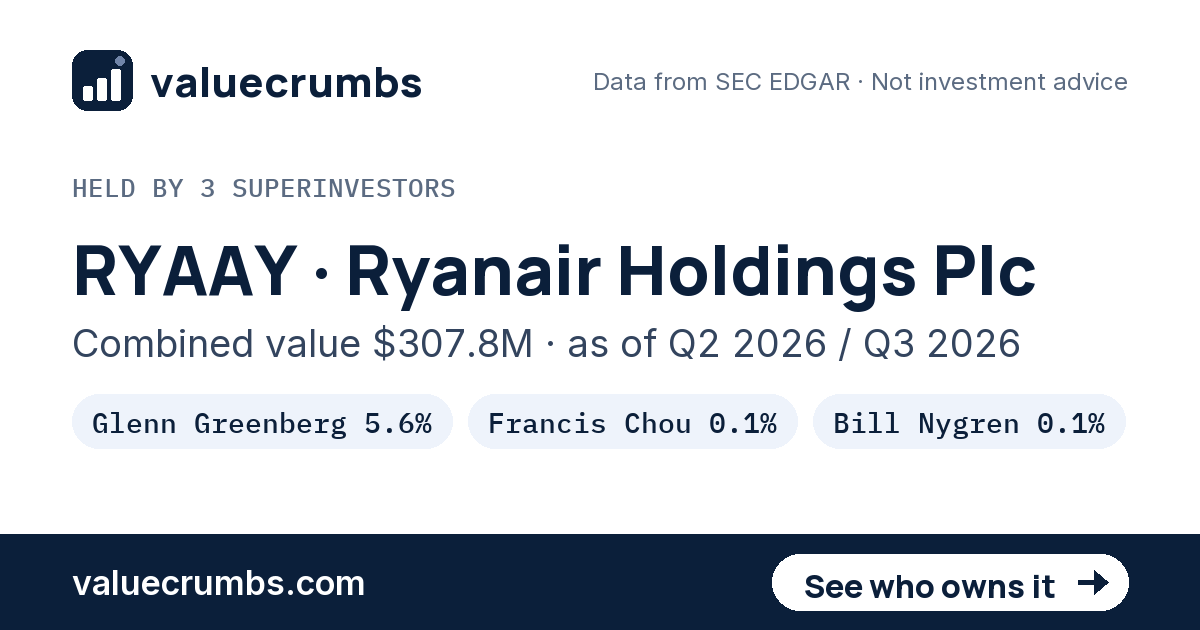 valuecrumbs
Data from SEC EDGAR · Not investment advice
HELD BY 3 SUPERINVESTORS
RYAAY · Ryanair Holdings Plc
Combined value $307.8M · as of Q2 2026 / Q3 2026
Glenn Greenberg 5.6%
Francis Chou 0.1%
Bill Nygren 0.1%
valuecrumbs.com
See who owns it →